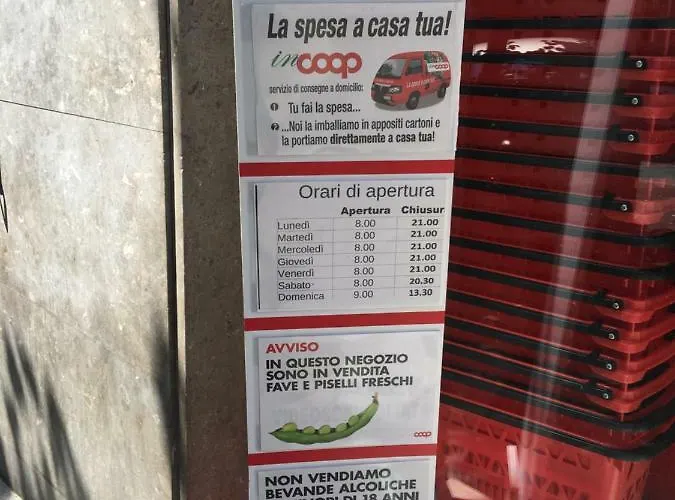 La spesa a casa tua!
incoop
servizio di consegne a domicilio:
1 Tu fai la spesa...
2 ...Noi la imballiamo in appositi cartoni e
la portiamo direttamente a casa tua!
Orari di apertura
Apertura Chiusur
Lunedì 8.00 21.00
Martedì 8.00 21.00
Mercoledì 8.00 21.00
Giovedì 8.00 21.00
Venerdì 8.00 21.00
Sabato 8.00 20.30
Domenica 9.00 13.30
AVVISO
IN QUESTO NEGOZIO
SONO IN VENDITA
FAVE E PISELLI FRESCHI
coop
NON VENDIAMO
BEVANDE ALCOLICHE
DI 18 ANNI